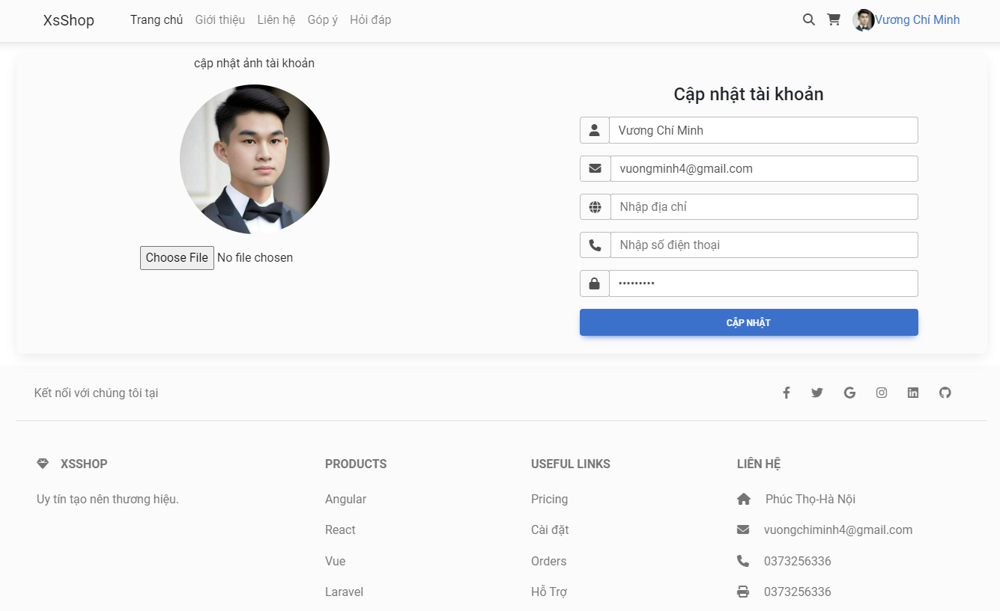 XsShop
Trang chủ Giới thiệu Liên hệ Góp ý Hỏi đáp
Vương Chí Minh
cập nhật ảnh tài khoản
Choose File No file chosen
Cập nhật tài khoản
Vương Chí Minh
vuongminh4@gmail.com
Nhập địa chỉ
Nhập số điện thoại
•••••••••
CẬP NHẬT
Kết nối với chúng tôi tại
XSSHOP
Uy tín tạo nên thương hiệu.
PRODUCTS
Angular
React
Vue
Laravel
USEFUL LINKS
Pricing
Cài đặt
Orders
Hỗ Trợ
LIÊN HỆ
Phúc Thọ-Hà Nội
vuongchiminh4@gmail.com
0373256336
0373256336